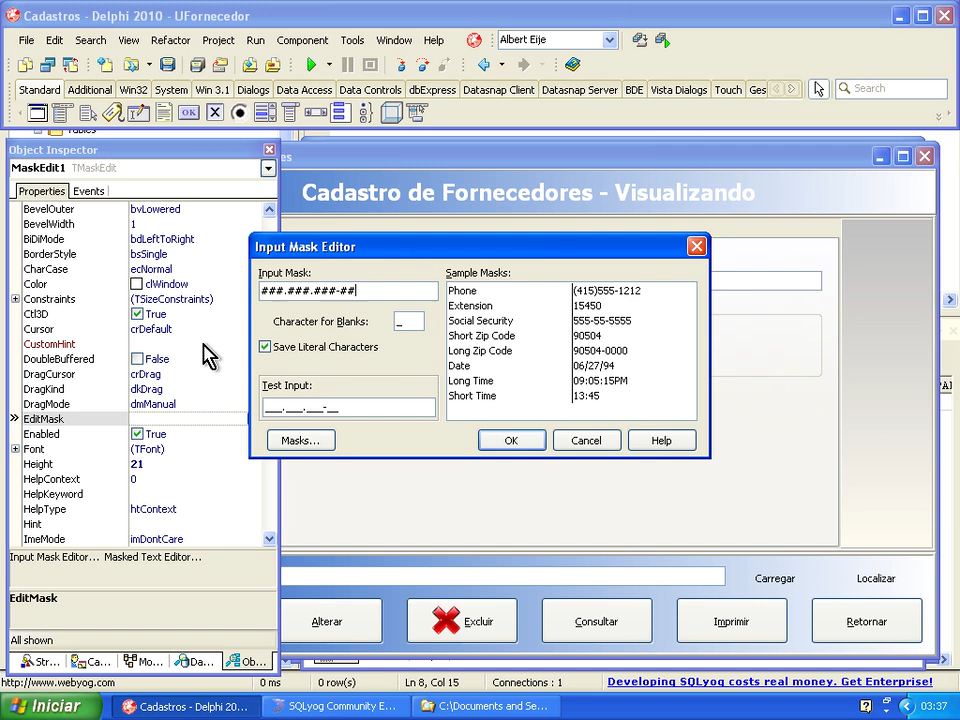 Cadastros - Delphi 2010 - UFornecedor
File Edit Search View Refactor Project Run Component Tools Window Help Albert Eije
Standard Additional Win32 System Win 3.1 Dialogs Data Access Data Controls dbExpress Datasnap Client Datasnap Server BDE Vista Dialogs Touch Ges Search
Tables
Object Inspector
MaskEdit1 TMaskEdit
Properties Events
BevelOuter bvLowered
BevelWidth 1
BiDiMode bdLeftToRight
BorderStyle bsSingle
CharCase ecNormal
Color clWindow
Constraints (TSizeConstraints)
Ctl3D True
Cursor crDefault
CustomHint
DoubleBuffered False
DragCursor crDrag
DragKind dkDrag
DragMode dmManual
EditMask
Enabled True
Font (TFont)
Height 21
HelpContext 0
HelpKeyword
HelpType htContext
Hint
ImeMode imDontCare
Input Mask Editor... Masked Text Editor...
EditMask
All shown
Str... Ca... Mo... Da... Ob...
es
Cadastro de Fornecedores - Visualizando
Input Mask Editor
Input Mask:
###.###.###-##
Character for Blanks: _
Save Literal Characters
Test Input:
___.___.___-__
Masks...
Sample Masks:
Phone (415)555-1212
Extension 15450
Social Security 555-55-5555
Short Zip Code 90504
Long Zip Code 90504-0000
Date 06/27/94
Long Time 09:05:15PM
Short Time 13:45
OK Cancel Help
Carregar Localizar
Alterar Excluir Consultar Imprimir Retornar
http://www.webyog.com 0 ms 0 row(s) Ln 8, Col 15 Connections : 1 Developing SQLyog costs real money. Get Enterprise!
Iniciar Cadastros - Delphi 20... SQLyog Community E... C:\Documents and Se... 03:37